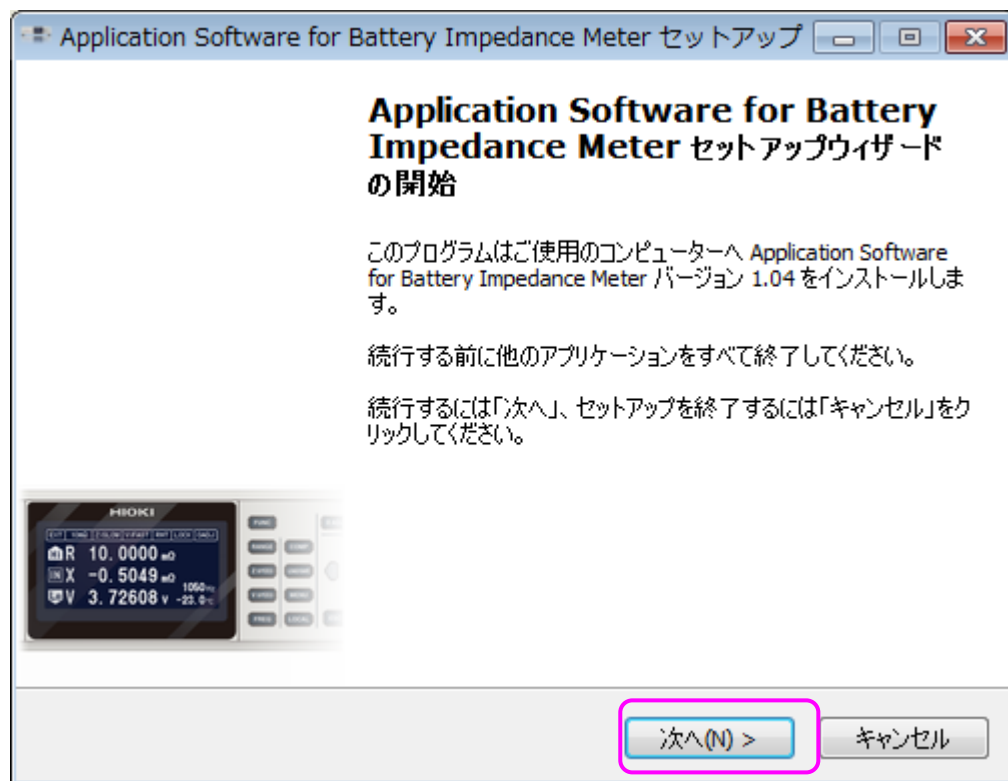 Application Software for Battery Impedance Meter セットアップ
Application Software for Battery
Impedance Meter セットアップウィザード
の開始
このプログラムはご使用のコンピューターへ Application Software
for Battery Impedance Meter バージョン 1.04 をインストールしま
す。
続行する前に他のアプリケーションをすべて終了してください。
続行するには「次へ」、セットアップを終了するには「キャンセル」をク
リックしてください。
HIOKI
R 10.0000 mΩ
X -0.5049 mΩ
V 3.72608 V
次へ(N) >
キャンセル